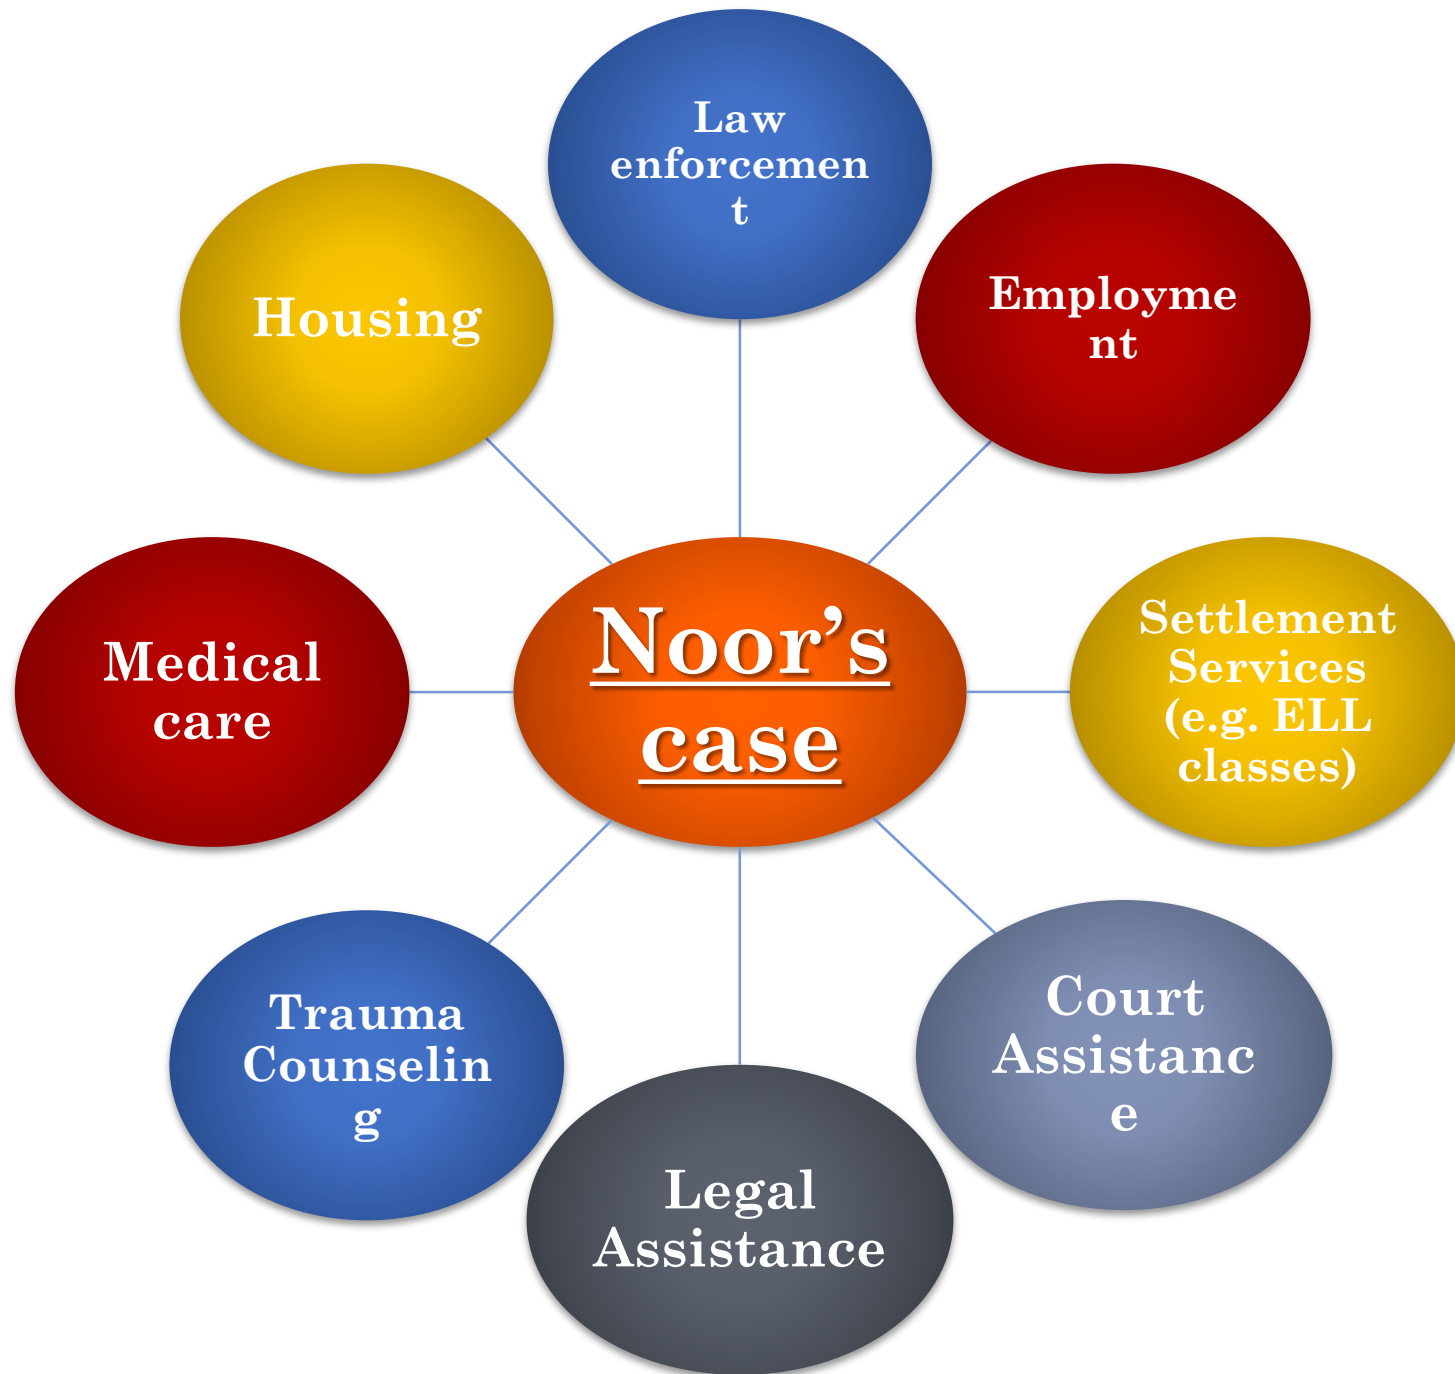 Law
enforcemen
t
Housing
Employme
nt
Noor’s
case
Medical
care
Settlement
Services
(e.g. ELL
classes)
Trauma
Counselin
g
Court
Assistanc
e
Legal
Assistance